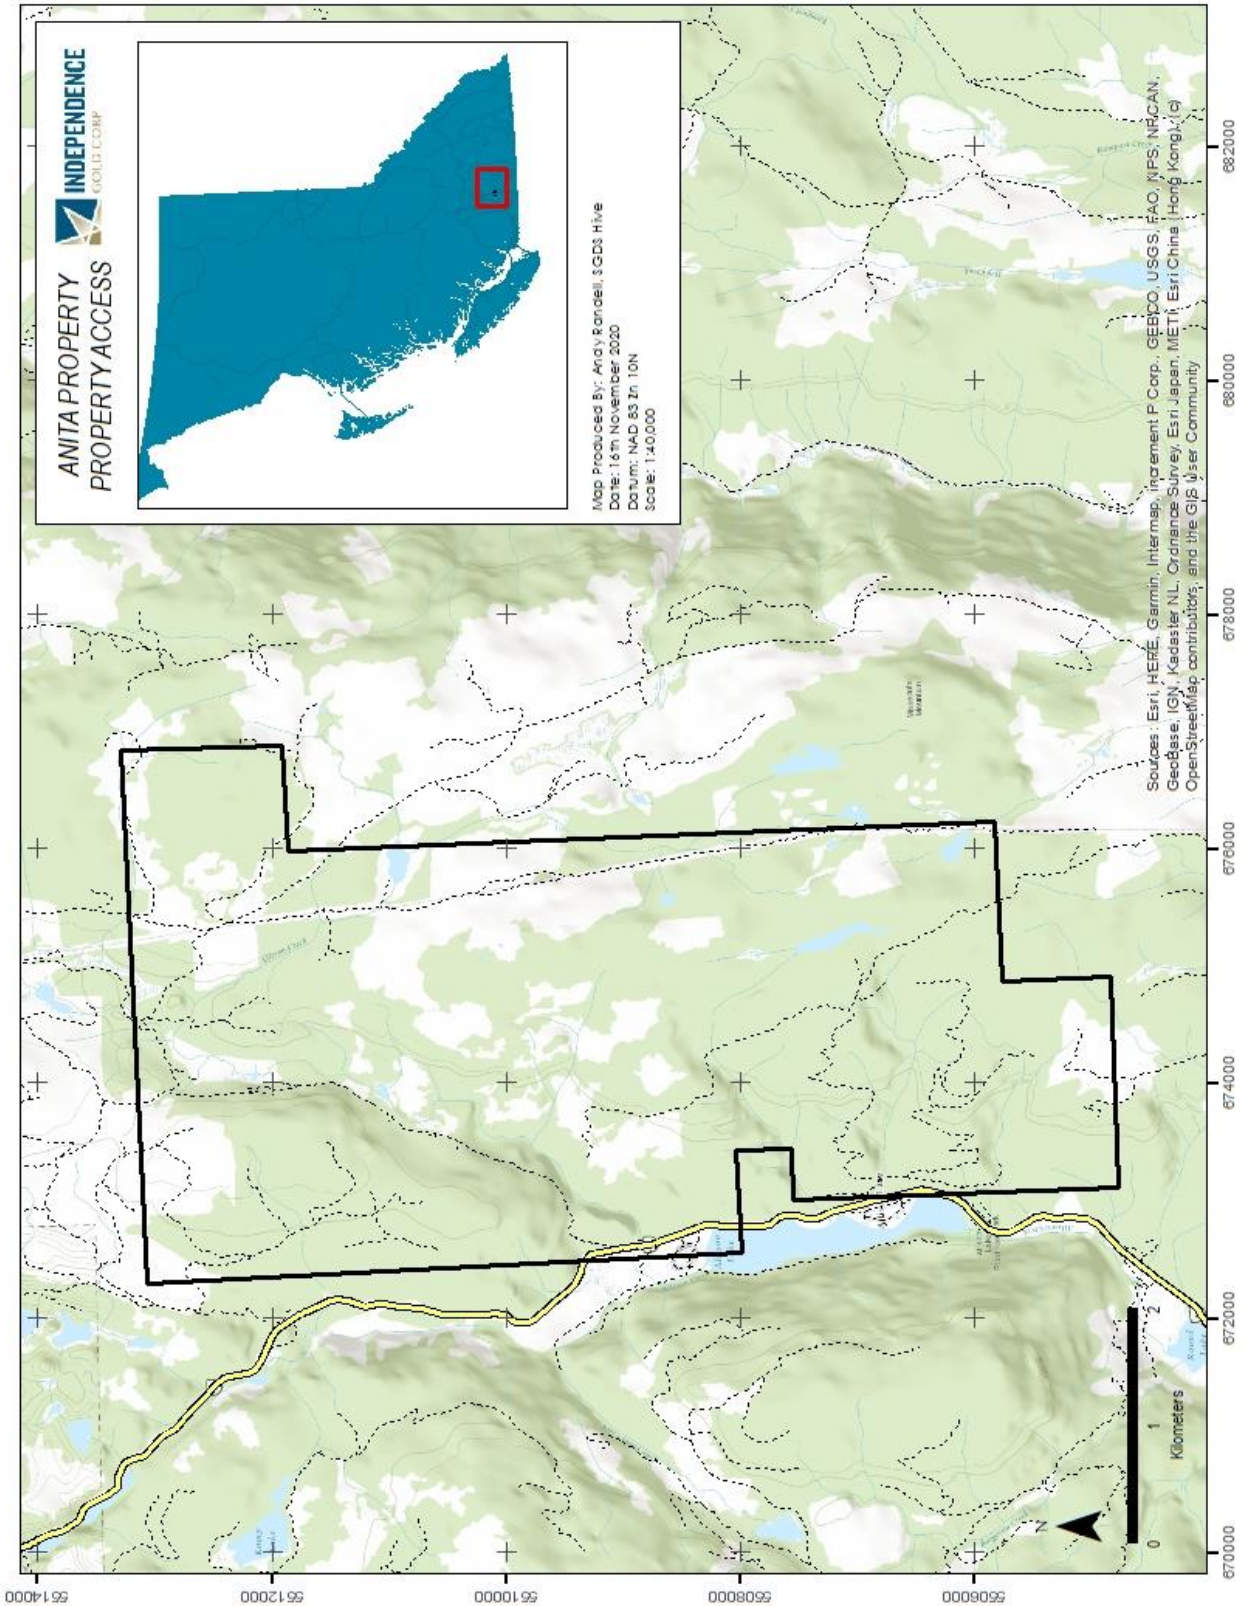 ANITA PROPERTY
PROPERTY ACCESS
INDEPENDENCE
GOLD CORP
Map Produced By: Andy Randell, SGDS Hive
Date: 16th November 2020
Datum: NAD 83 Zn 10N
Scale: 1:40,000
5614000
5612000
5610000
5608000
5606000
N
0 1 2
Kilometers
Sources: Esri, HERE, Garmin, Intermap, increment P Corp., GEBCO, USGS, FAO, NPS, NRCAN,
GeoBase, IGN, Kadaster NL, Ordnance Survey, Esri Japan, METI, Esri China (Hong Kong), (c)
OpenStreetMap contributors, and the GIS User Community
670000
672000
674000
676000
678000
680000
682000